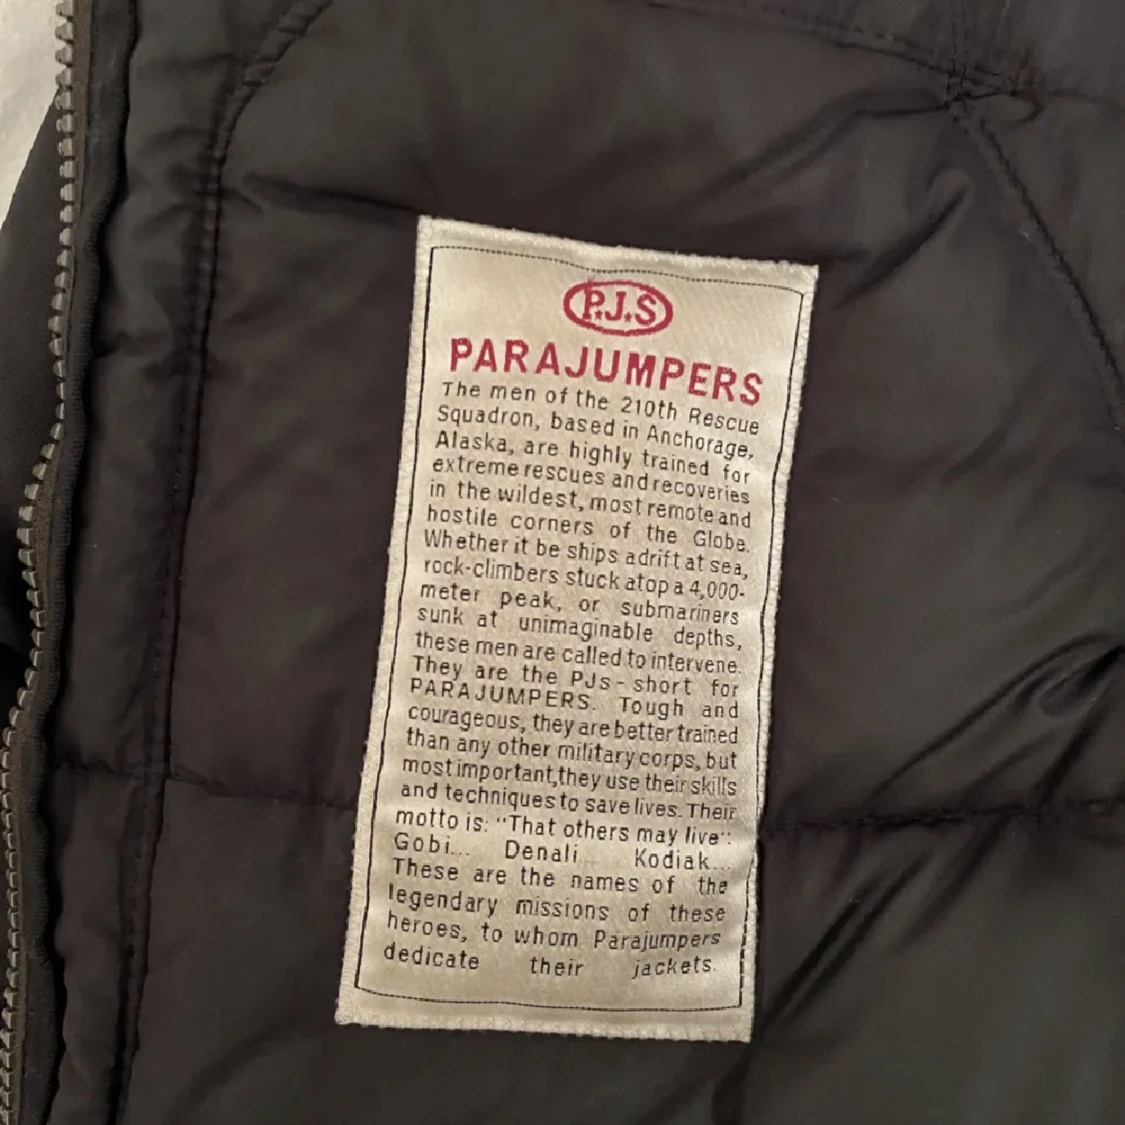 P.J.S
PARAJUMPERS
The men of the 210th Rescue
Squadron, based in Anchorage,
Alaska, are highly trained for
extreme rescues and recoveries
in the wildest, most remote and
hostile corners of the Globe.
Whether it be ships adrift at sea,
rock-climbers stuck atop a 4,000-
meter peak, or submariners
sunk at unimaginable depths,
these men are called to intervene.
They are the PJs - short for
PARAJUMPERS. Tough and
courageous, they are better trained
than any other military corps, but
most important,they use their skills
and techniques to save lives. Their
motto is: "That others may live":
Gobi... Denali... Kodiak...
These are the names of the
legendary missions of these
heroes, to whom Parajumpers
dedicate their jackets.